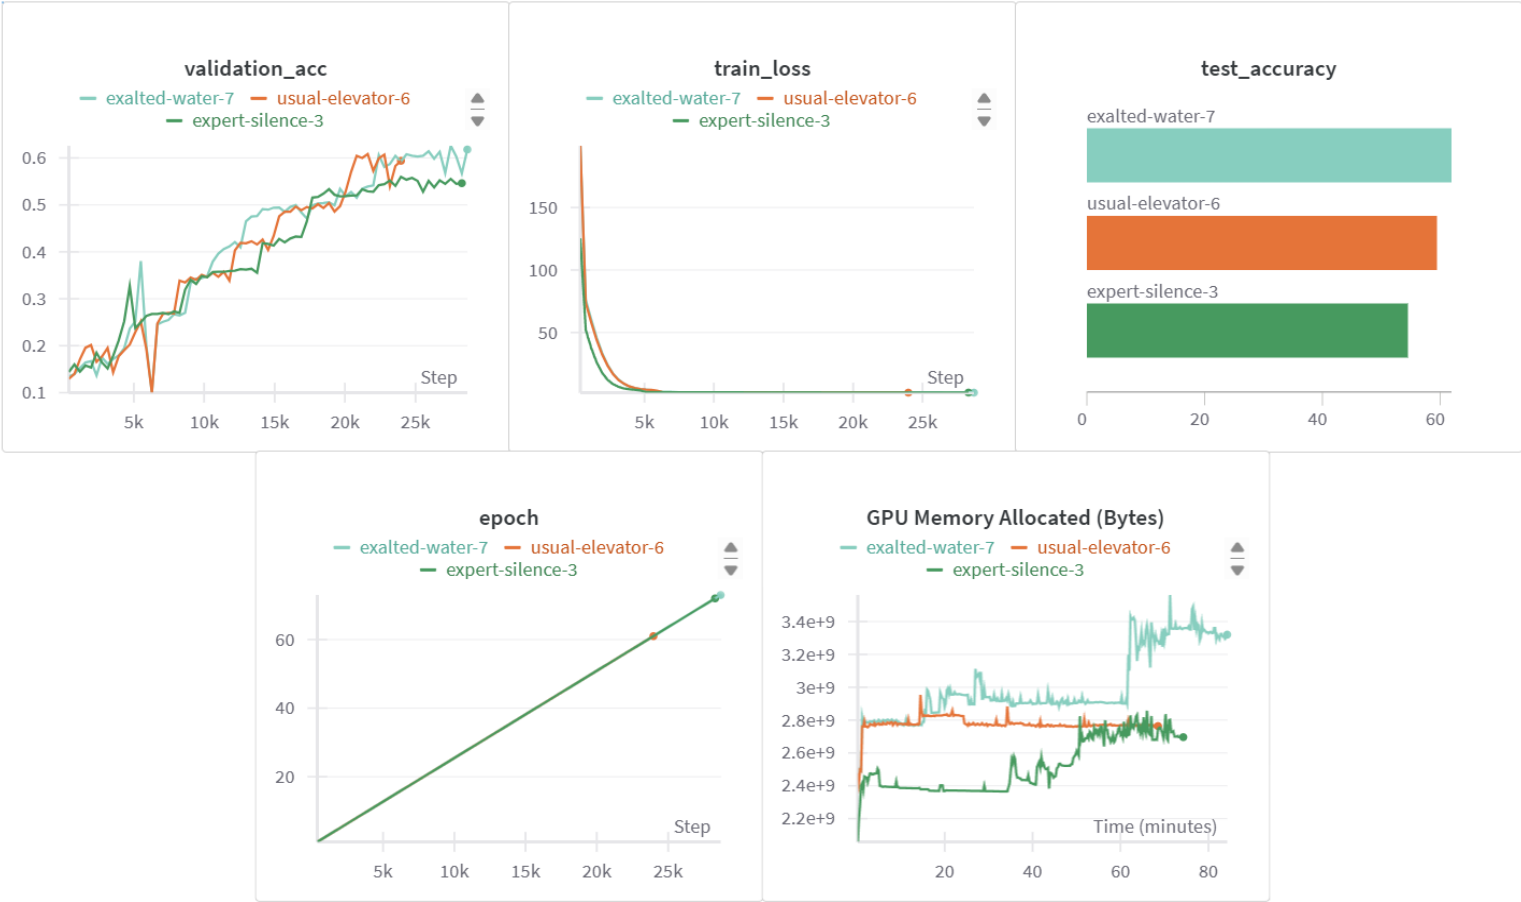 validation_acc
exalted-water-7 usual-elevator-6
expert-silence-3
0.6
0.5
0.4
0.3
0.2
0.1
Step
5k 10k 15k 20k 25k
train_loss
exalted-water-7 usual-elevator-6
expert-silence-3
150
100
50
Step
5k 10k 15k 20k 25k
test_accuracy
exalted-water-7
usual-elevator-6
expert-silence-3
0 20 40 60
epoch
exalted-water-7 usual-elevator-6
expert-silence-3
60
40
20
Step
5k 10k 15k 20k 25k
GPU Memory Allocated (Bytes)
exalted-water-7 usual-elevator-6
expert-silence-3
3.4e+9
3.2e+9
3e+9
2.8e+9
2.6e+9
2.4e+9
2.2e+9
Time (minutes)
20 40 60 80